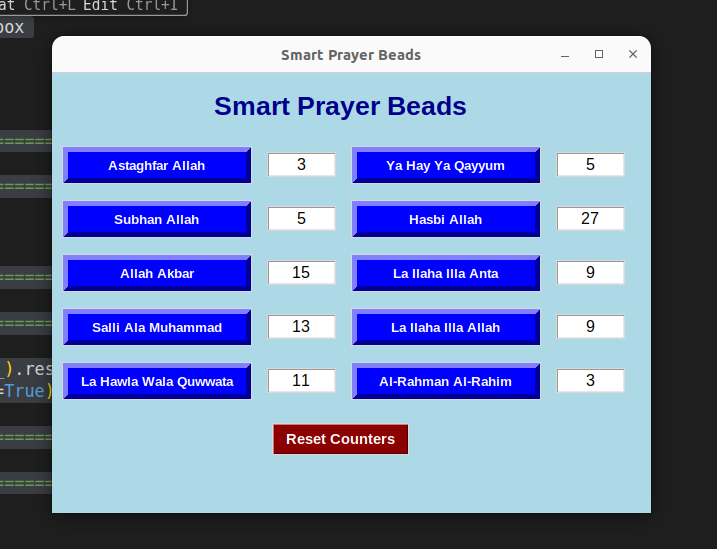 at Ctrl+L Edit Ctrl+I
box
Smart Prayer Beads
Smart Prayer Beads
Astaghfar Allah 3 Ya Hay Ya Qayyum 5
Subhan Allah 5 Hasbi Allah 27
Allah Akbar 15 La Ilaha Illa Anta 9
Salli Ala Muhammad 13 La Ilaha Illa Allah 9
).res
La Hawla Wala Quwwata 11 Al-Rahman Al-Rahim 3
=True)
Reset Counters